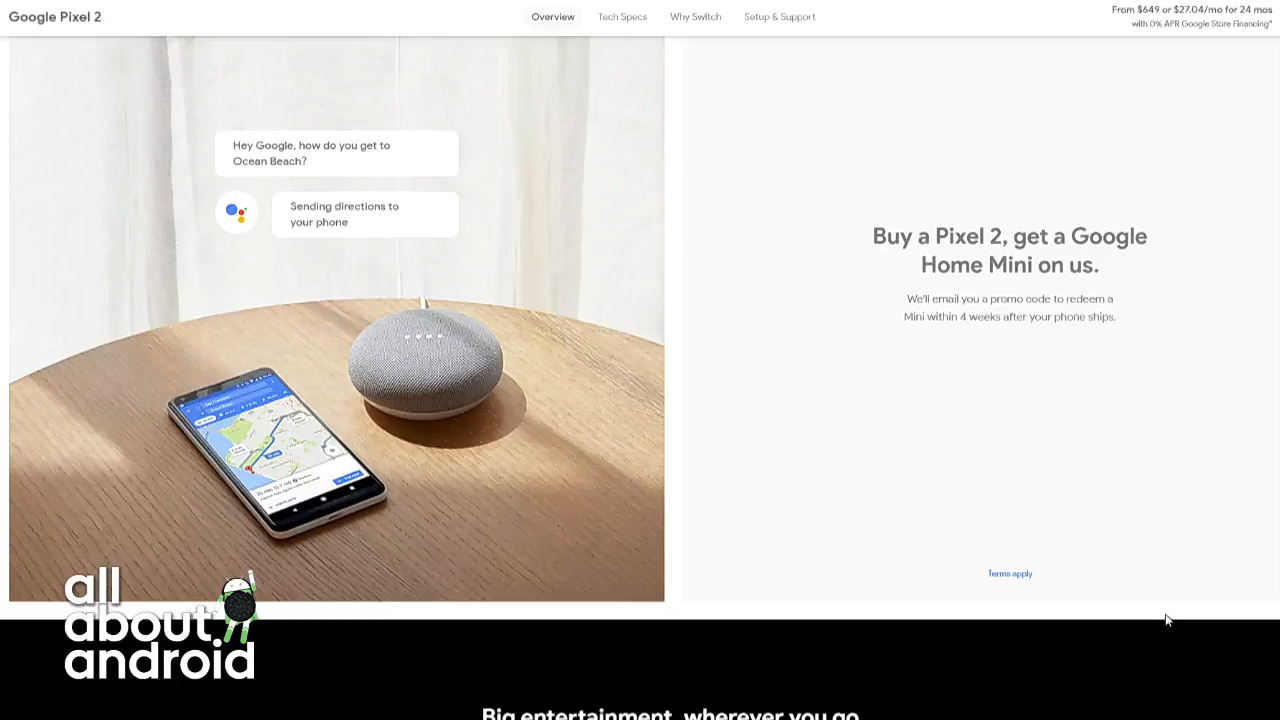 Google Pixel 2
Overview
Tech Specs
Why Switch
Setup & Support
From $649 or $27.04/mo for 24 mos
with 0% APR Google Store Financing*
Hey Google, how do you get to
Ocean Beach?
Sending directions to
your phone
Buy a Pixel 2, get a Google
Home Mini on us.
We'll email you a promo code to redeem a
Mini within 4 weeks after your phone ships.
Terms apply
all
about
android
Big entertainment, wherever you go